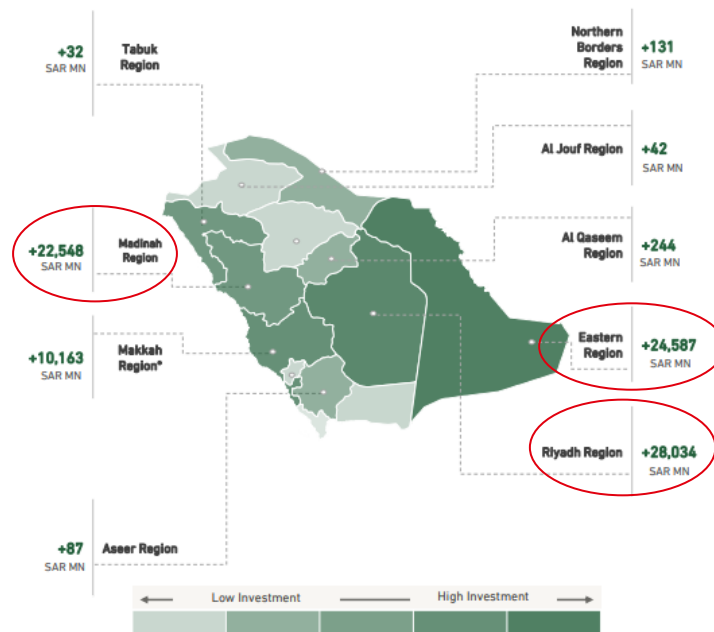 +32
SAR MN
Tabuk
Region
Northern
Borders
Region
+131
SAR MN
Al Jouf Region
+42
SAR MN
+22,548
SAR MN
Madinah
Region
Al Qaseem
Region
+244
SAR MN
+10,163
SAR MN
Makkah
Region*
Eastern
Region
+24,587
SAR MN
Riyadh Region
+28,034
SAR MN
+87
SAR MN
Aseer Region
Low Investment
High Investment